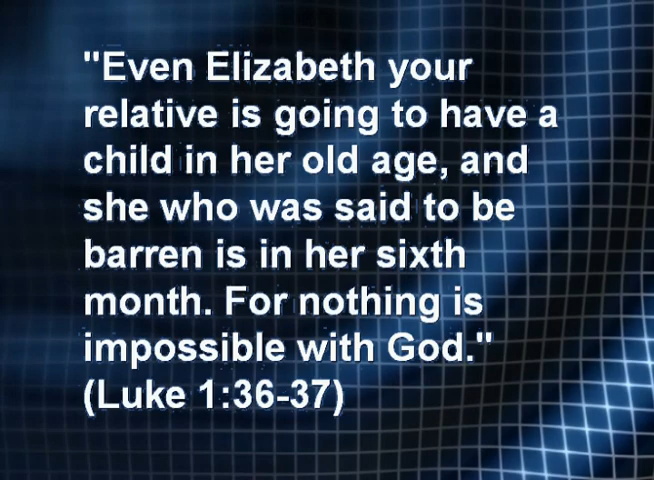 "Even Elizabeth your
relative is going to have a
child in her old age, and
she who was said to be
barren is in her sixth
month. For nothing is
impossible with God."
(Luke 1:36-37)